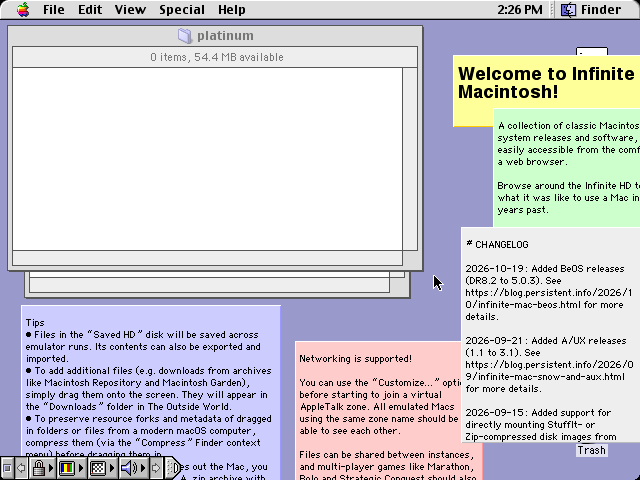 File Edit View Special Help 2:26 PM Finder
platinum
0 items, 54.4 MB available
Welcome to Infinite
Macintosh!
A collection of classic Macintos
system releases and software,
easily accessible from the comf
a web browser.
Browse around the Infinite HD to
what it was like to use a Mac in
years past.
# CHANGELOG
2026-10-19: Added BeOS releases
(DR8.2 to 5.0.3). See
https://blog.persistent.info/2026/1
0/infinite-mac-beos.html for more
details.
2026-09-21: Added A/UX releases
(1.1 to 3.1). See
https://blog.persistent.info/2026/0
9/infinite-mac-snow-and-aux.html
for more details.
2026-09-15: Added support for
directly mounting StuffIt- or
Zip-compressed disk images from
Trash
Tips
● Files in the “Saved HD” disk will be saved across
emulator runs. Its contents can also be exported and
imported.
● To add additional files (e.g. downloads from archives
like Macintosh Repository and Macintosh Garden),
simply drag them onto the screen. They will appear
in the “Downloads” folder in The Outside World.
● To preserve resource forks and metadata of dragged
in folders or files from a modern macOS computer,
compress them (via the “Compress” Finder context
menu) before dragging them in.
es out the Mac, you
A .zip archive with
Networking is supported!
You can use the “Customize...” optio
before starting to join a virtual
AppleTalk zone. All emulated Macs
using the same zone name should be
able to see each other.
Files can be shared between instances,
and multi-player games like Marathon,
Bolo and Strategic Conquest should also